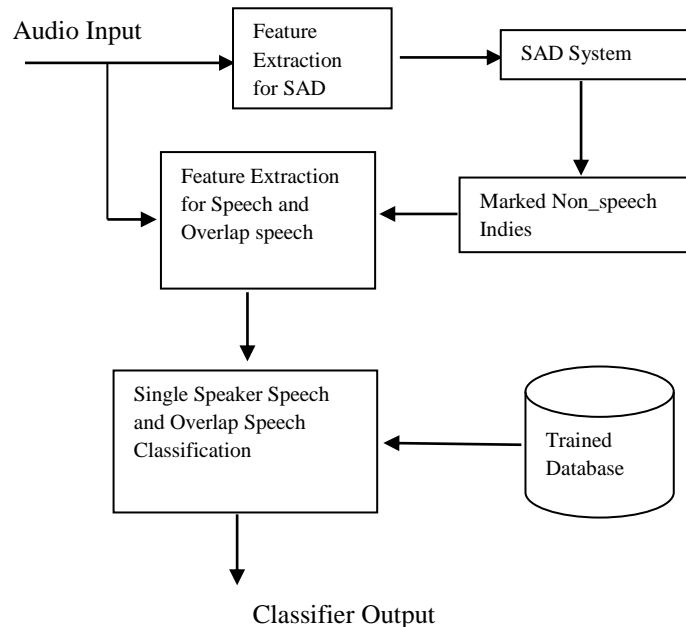 Audio Input
Feature
Extraction
for SAD
SAD System
Feature Extraction
for Speech and
Overlap speech
Marked Non_speech
Indies
Single Speaker Speech
and Overlap Speech
Classification
Trained
Database
Classifier Output